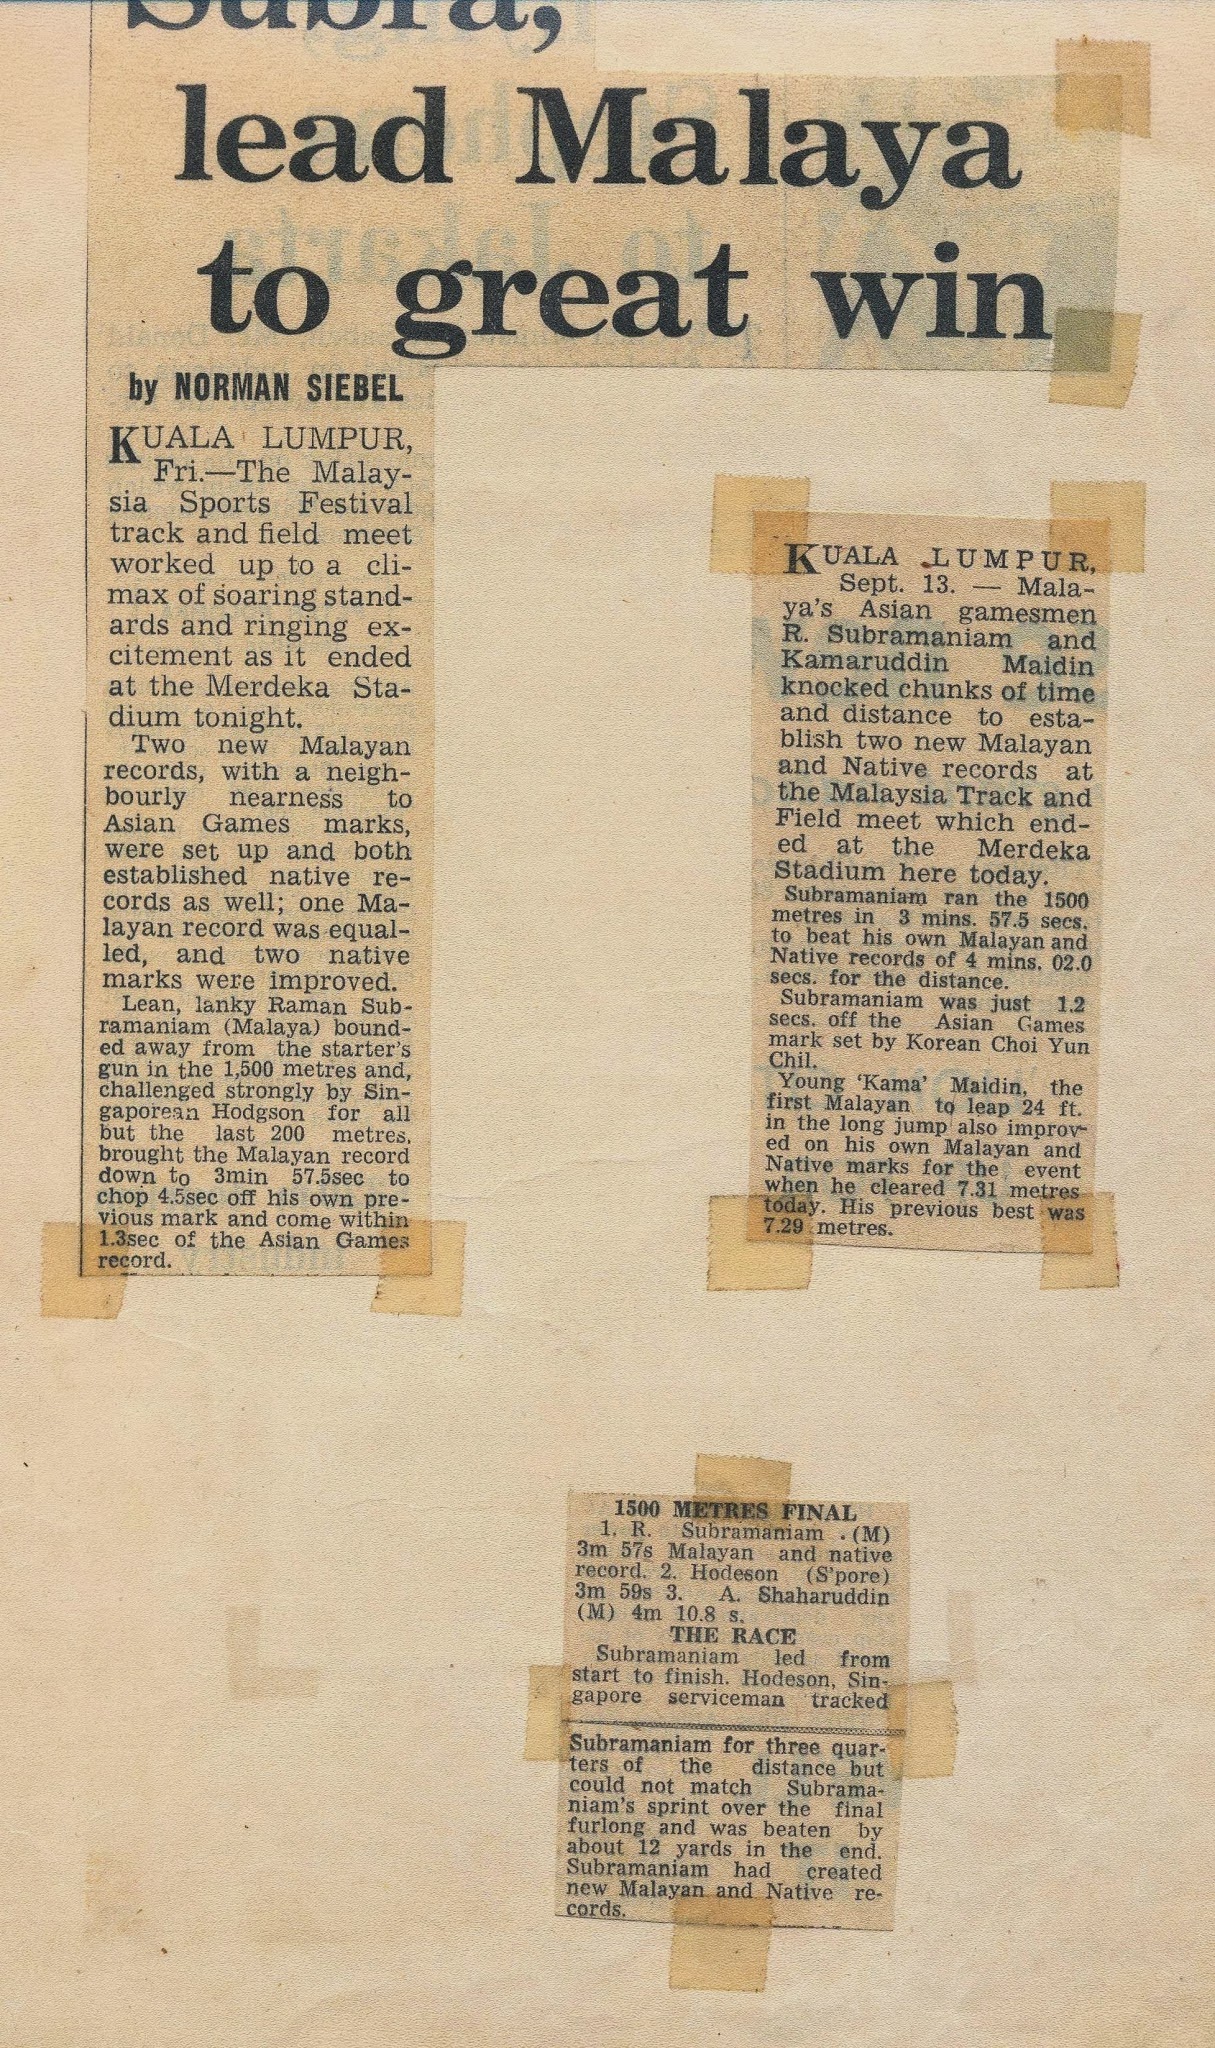 Subra,
lead Malaya
to great win
by NORMAN SIEBEL
KUALA LUMPUR,
Fri.—The Malay-
sia Sports Festival
track and field meet
worked up to a cli-
max of soaring stand-
ards and ringing ex-
citement as it ended
at the Merdeka Sta-
dium tonight.
Two new Malayan
records, with a neigh-
bourly nearness to
Asian Games marks,
were set up and both
established native re-
cords as well; one Ma-
layan record was equal-
led, and two native
marks were improved.
Lean, lanky Raman Sub-
ramaniam (Malaya) bound-
ed away from the starter's
gun in the 1,500 metres and,
challenged strongly by Sin-
gaporean Hodgson for all
but the last 200 metres,
brought the Malayan record
down to 3min 57.5sec to
chop 4.5sec off his own pre-
vious mark and come within
1.3sec of the Asian Games
record.
KUALA LUMPUR,
Sept. 13. — Mala-
ya's Asian gamesmen
R. Subramaniam and
Kamaruddin Maidin
knocked chunks of time
and distance to esta-
blish two new Malayan
and Native records at
the Malaysia Track and
Field meet which end-
ed at the Merdeka
Stadium here today.
Subramaniam ran the 1500
metres in 3 mins. 57.5 secs.
to beat his own Malayan and
Native records of 4 mins. 02.0
secs. for the distance.
Subramaniam was just 1.2
secs. off the Asian Games
mark set by Korean Choi Yun
Chil.
Young 'Kama' Maidin, the
first Malayan to leap 24 ft.
in the long jump also improv-
ed on his own Malayan and
Native marks for the event
when he cleared 7.31 metres
today. His previous best was
7.29 metres.
1500 METRES FINAL
1. R. Subramaniam . (M)
3m 57s Malayan and native
record. 2. Hodeson (S'pore)
3m 59s 3. A. Shaharuddin
(M) 4m 10.8 s.
THE RACE
Subramaniam led from
start to finish. Hodeson, Sin-
gapore serviceman tracked
Subramaniam for three quar-
ters of the distance but
could not match Subrama-
niam's sprint over the final
furlong and was beaten by
about 12 yards in the end.
Subramaniam had created
new Malayan and Native re-
cords.